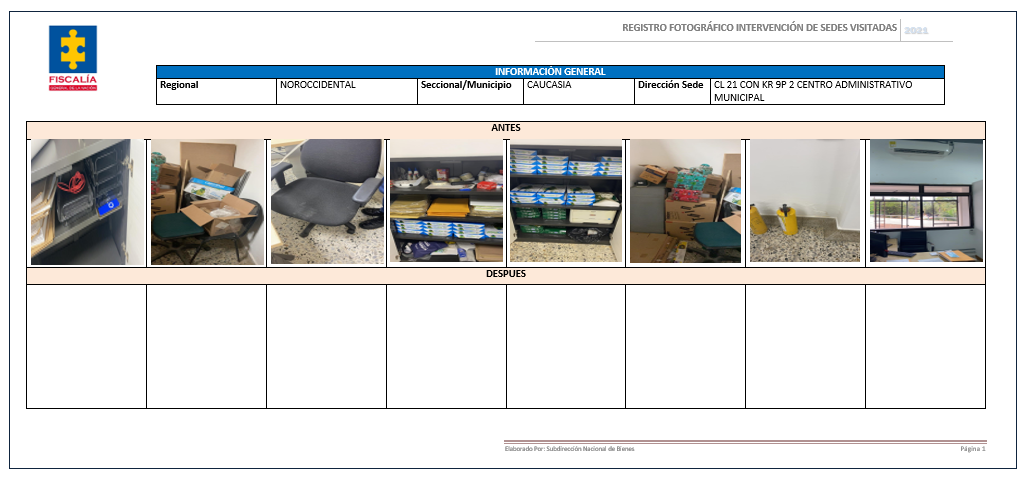 REGISTRO FOTOGRÁFICO INTERVENCIÓN DE SEDES VISITADAS 2021
FISCALÍA
GENERAL DE LA NACIÓN
INFORMACIÓN GENERAL
Regional NOROCCIDENTAL Seccional/Municipio CAUCASIA Dirección Sede CL 21 CON KR 9P 2 CENTRO ADMINISTRATIVO
MUNICIPAL
ANTES
DESPUES
Elaborado Por: Subdirección Nacional de Bienes Página 1